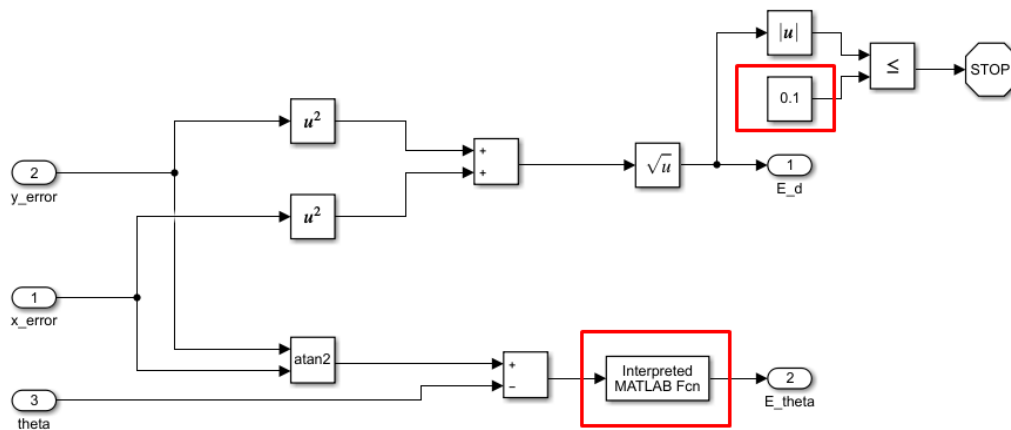 |u|
0.1
≤
STOP
u²
+
+
√u
2
y_error
1
E_d
u²
1
x_error
atan2
+
−
Interpreted
MATLAB Fcn
2
E_theta
3
theta